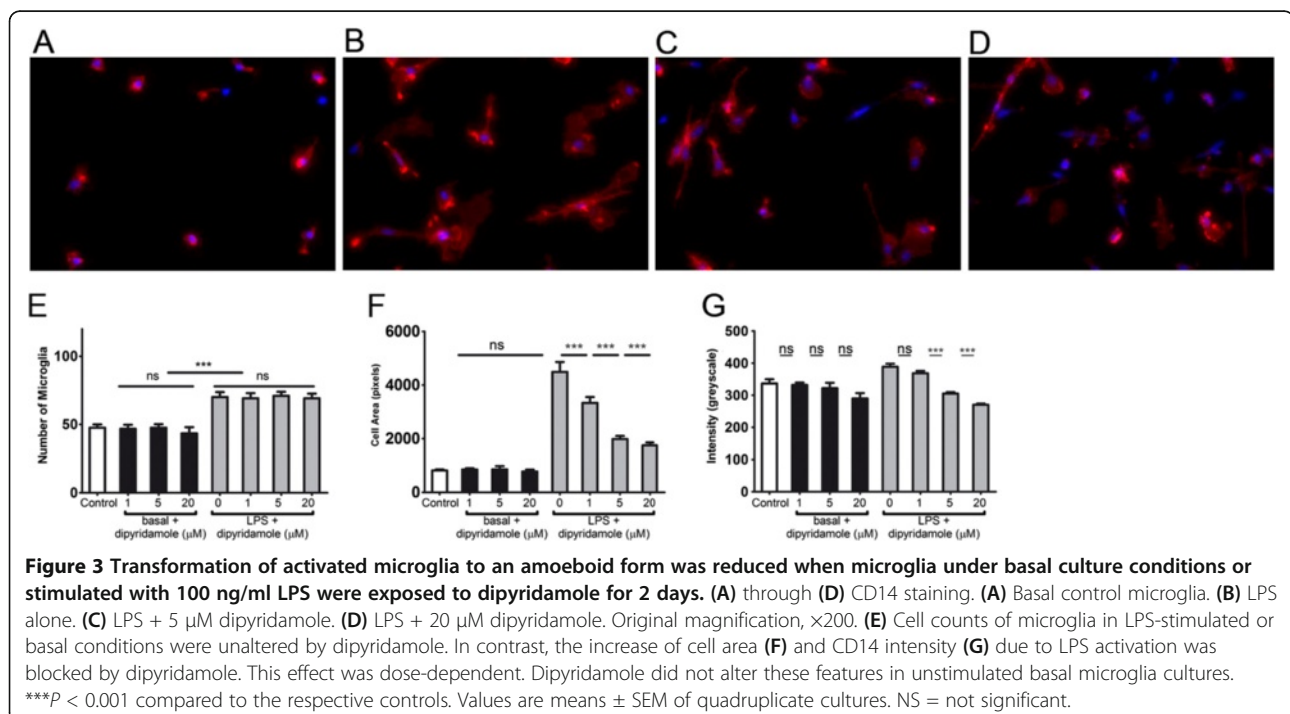 A
B
C
D
E
Number of Microglia
100
50
0
ns
***
ns
Control
1
5
20
0
1
5
20
basal +
dipyridamole (µM)
LPS +
dipyridamole (µM)
F
Cell Area (pixels)
6000
4000
2000
0
ns
***
***
***
Control
1
5
20
0
1
5
20
basal +
dipyridamole (µM)
LPS +
dipyridamole (µM)
G
Intensity (greyscale)
500
400
300
200
100
0
ns
ns
ns
ns
***
***
Control
1
5
20
0
1
5
20
basal +
dipyridamole (µM)
LPS +
dipyridamole (µM)
Figure 3 Transformation of activated microglia to an amoeboid form was reduced when microglia under basal culture conditions or
stimulated with 100 ng/ml LPS were exposed to dipyridamole for 2 days. (A) through (D) CD14 staining. (A) Basal control microglia. (B) LPS
alone. (C) LPS + 5 µM dipyridamole. (D) LPS + 20 µM dipyridamole. Original magnification, ×200. (E) Cell counts of microglia in LPS-stimulated or
basal conditions were unaltered by dipyridamole. In contrast, the increase of cell area (F) and CD14 intensity (G) due to LPS activation was
blocked by dipyridamole. This effect was dose-dependent. Dipyridamole did not alter these features in unstimulated basal microglia cultures.
***P < 0.001 compared to the respective controls. Values are means ± SEM of quadruplicate cultures. NS = not significant.